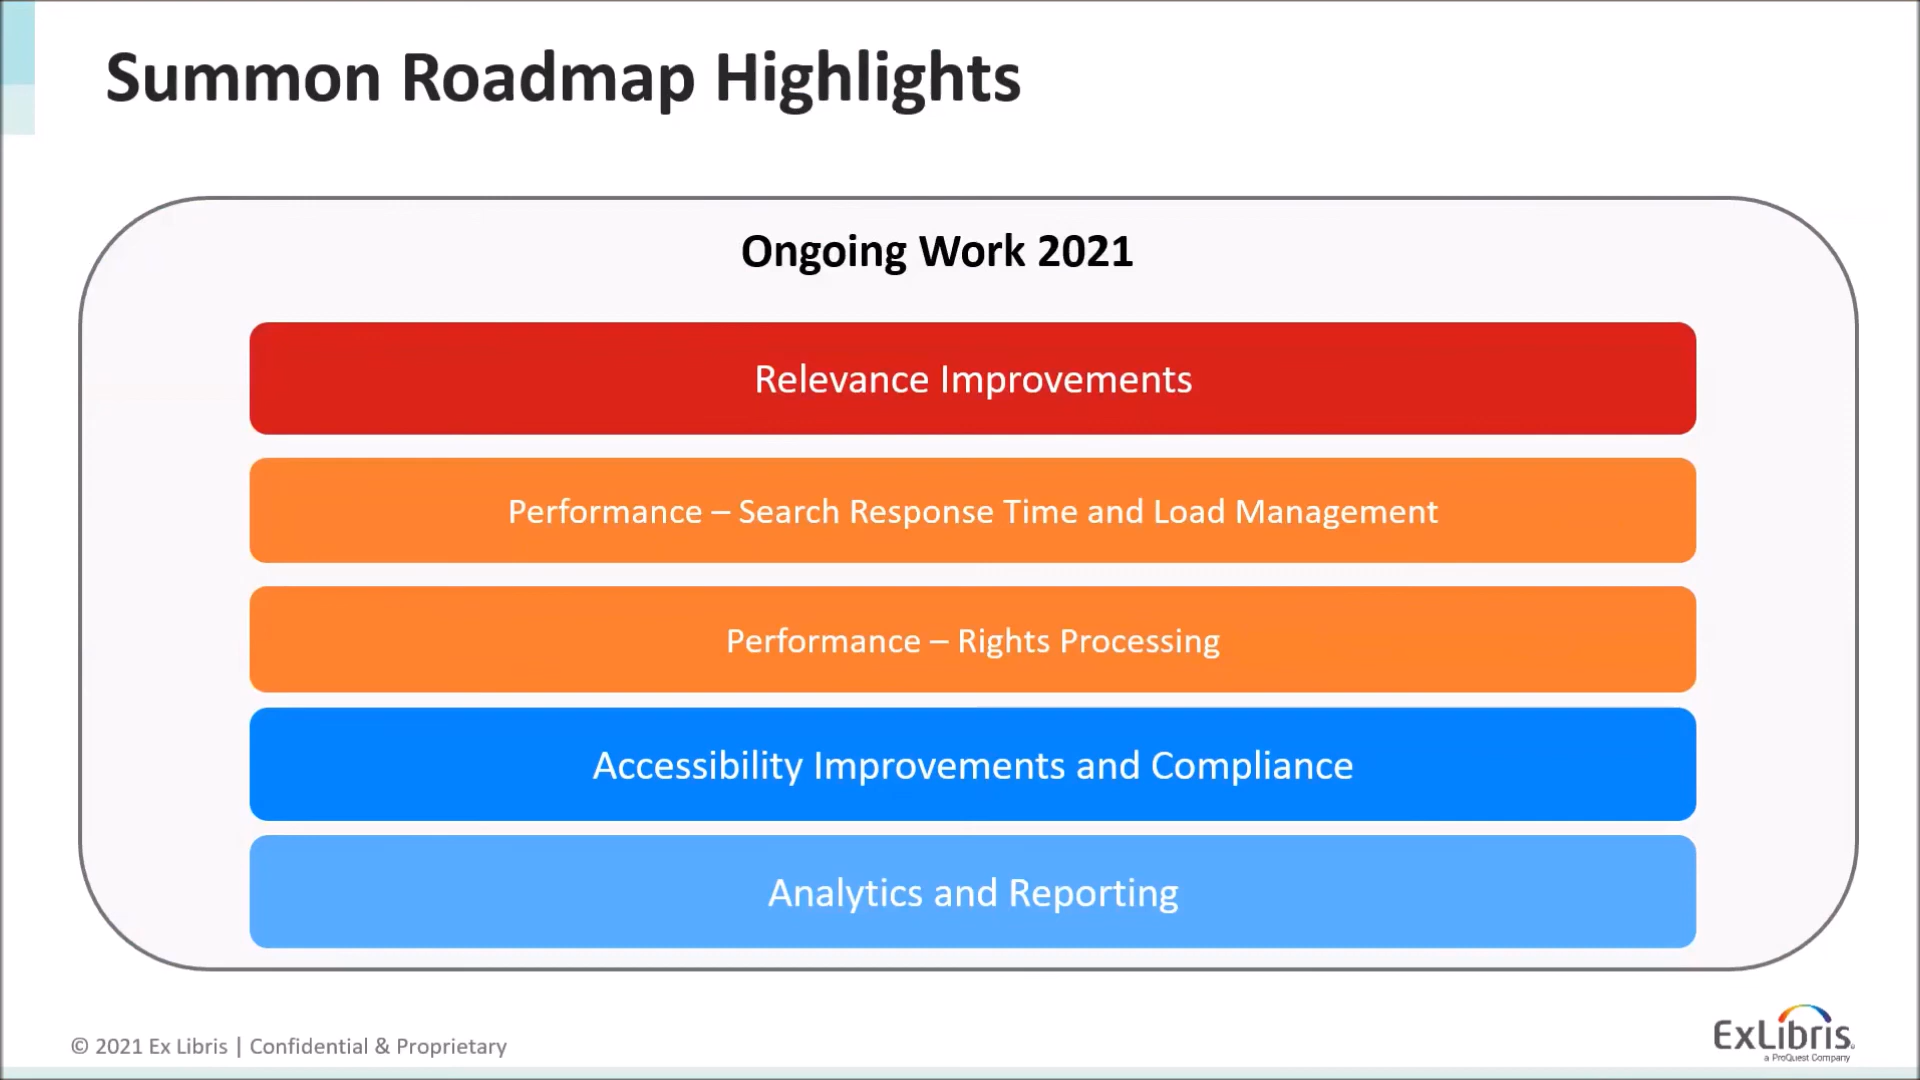 Summon Roadmap Highlights
Ongoing Work 2021
Relevance Improvements
Performance – Search Response Time and Load Management
Performance – Rights Processing
Accessibility Improvements and Compliance
Analytics and Reporting
© 2021 Ex Libris | Confidential & Proprietary
ExLibris
a ProQuest Company